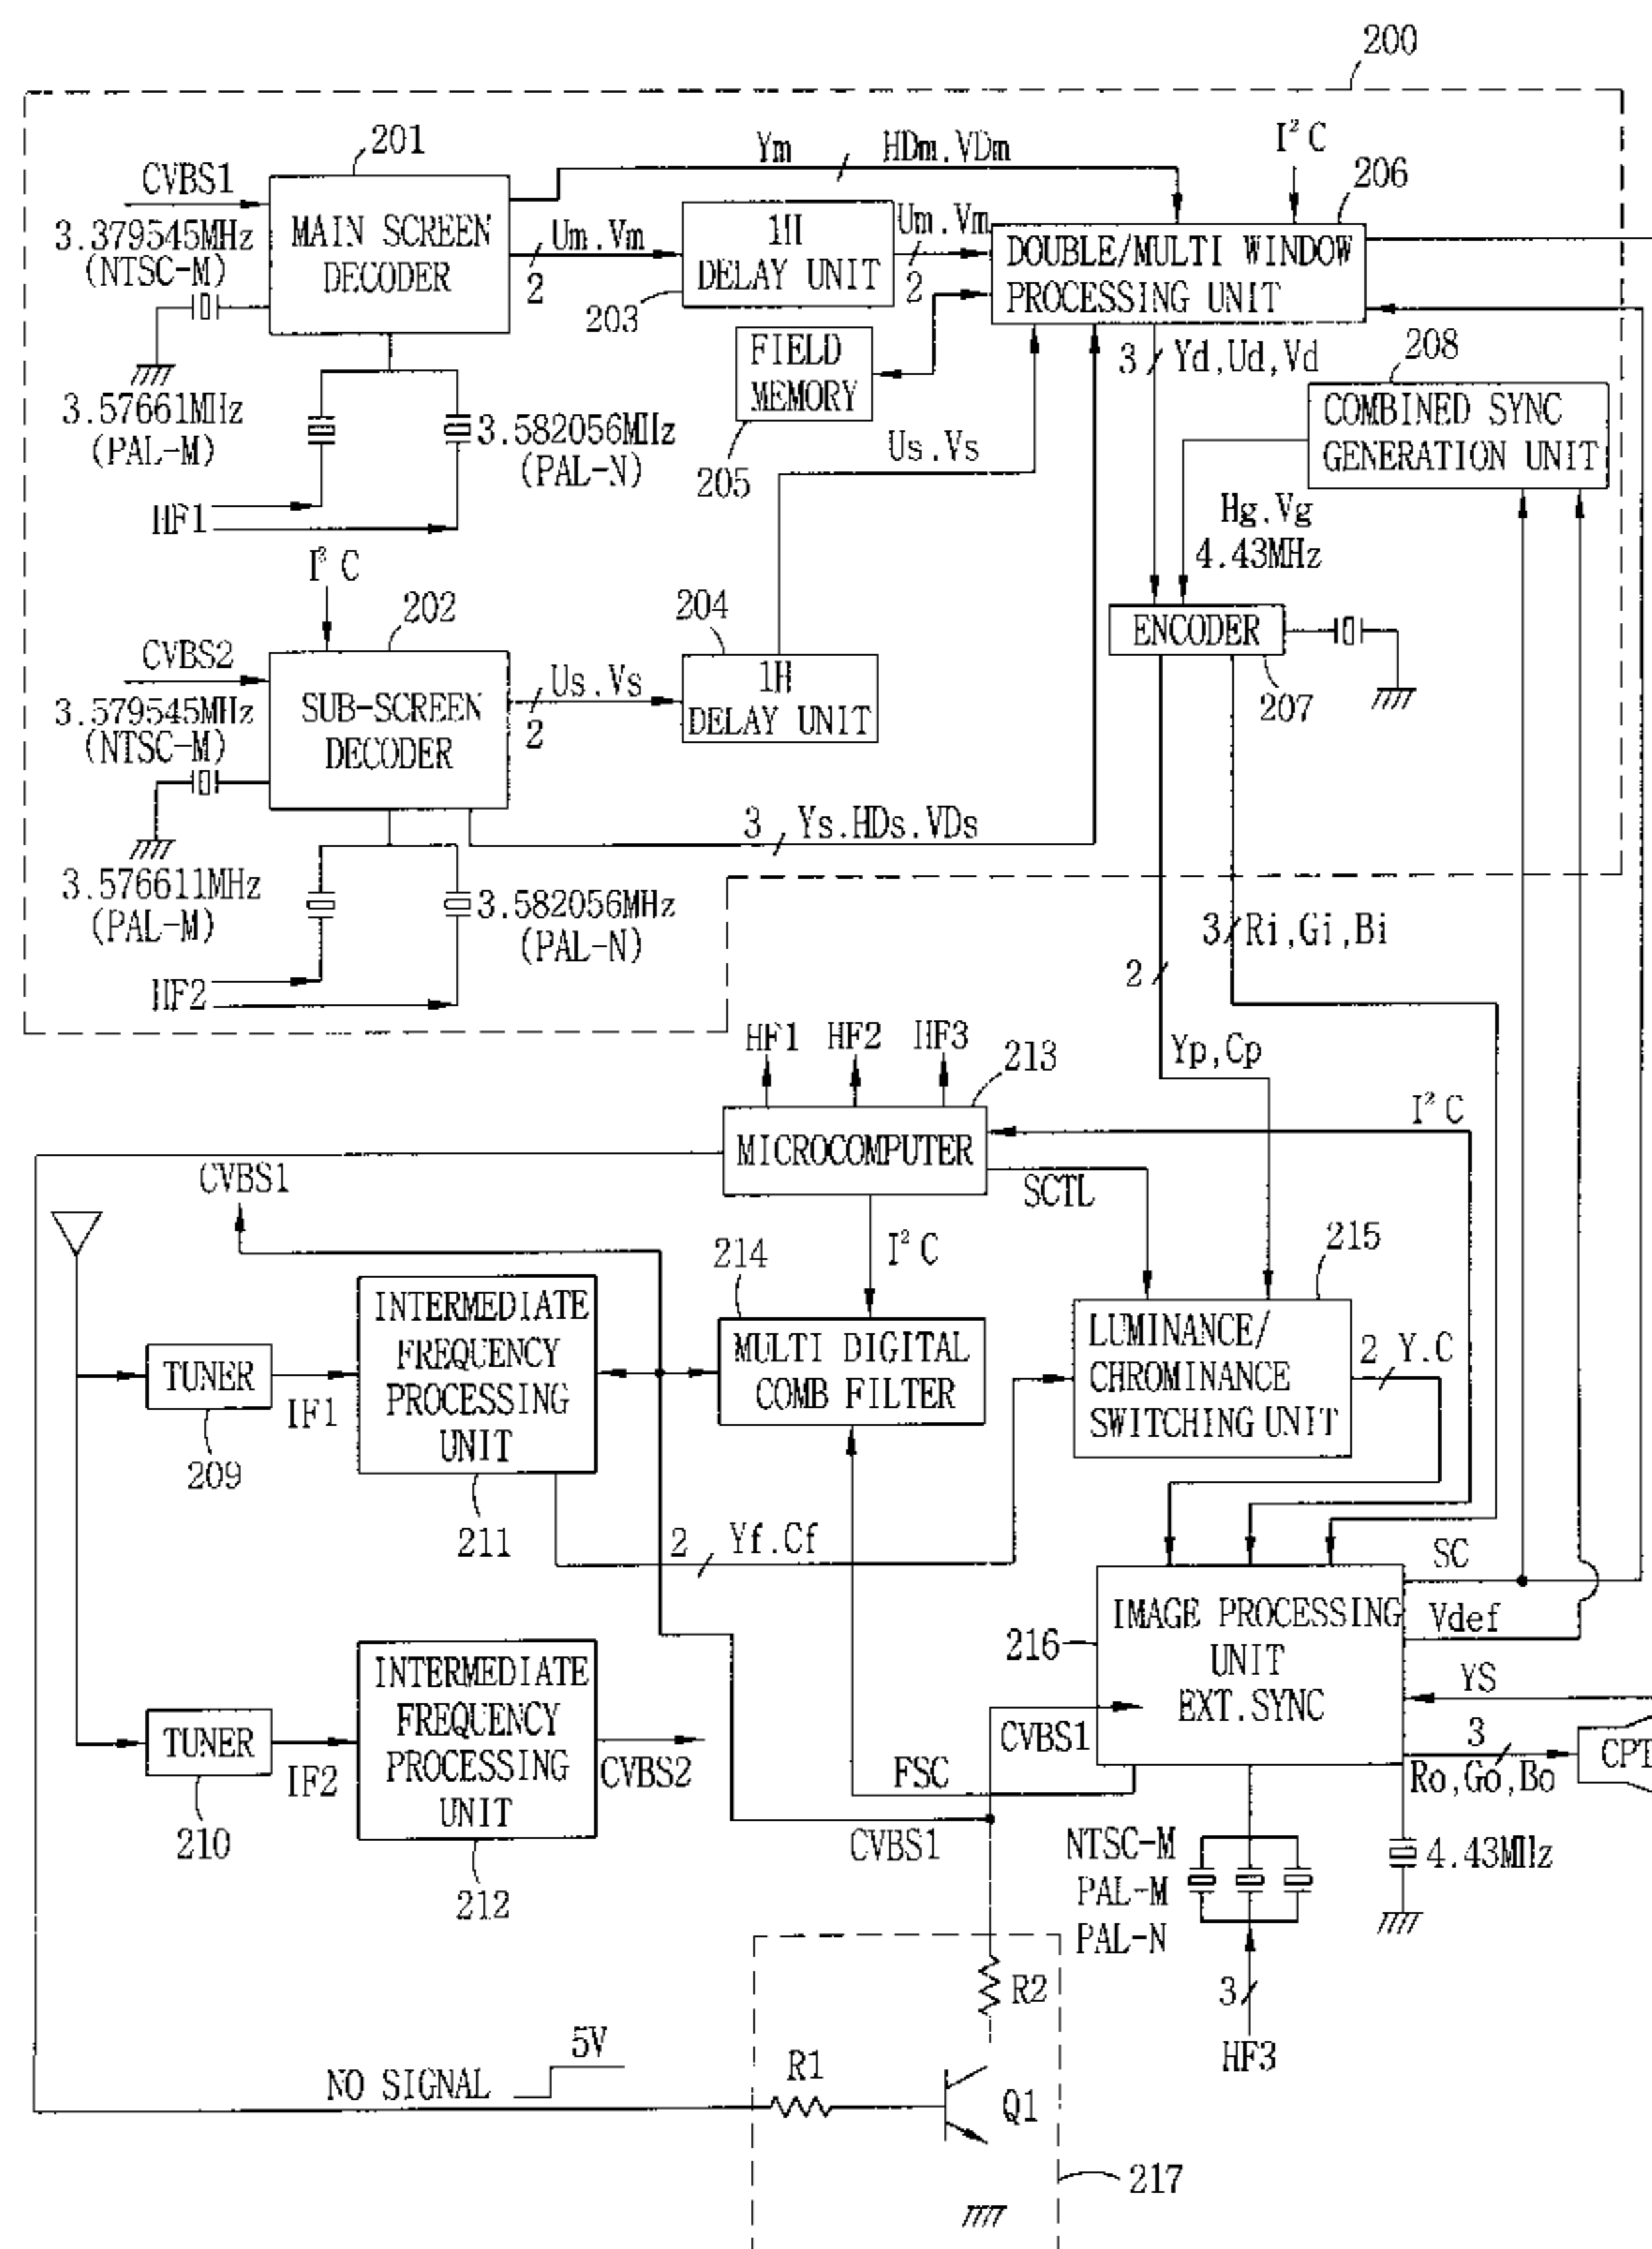 200
201
CVBS1
3.379545MHz
(NTSC-M)
MAIN SCREEN
DECODER
Ym
HDm.VDm
I² C
206
Um.Vm
2
1H
DELAY UNIT
203
Um.Vm
2
DOUBLE/MULTI WINDOW
PROCESSING UNIT
FIELD
MEMORY
205
3 Yd,Ud,Vd
208
COMBINED SYNC
GENERATION UNIT
3.57661MHz
(PAL-M)
3.582056MHz
(PAL-N)
Us.Vs
HF1
Hg.Vg
4.43MHz
I² C
202
204
CVBS2
3.579545MHz
(NTSC-M)
SUB-SCREEN
DECODER
Us.Vs
2
1H
DELAY UNIT
ENCODER
207
3 Ys.HDs.VDs
3.576611MHz
(PAL-M)
3.582056MHz
(PAL-N)
HF2
3 Ri,Gi,Bi
2
Yp,Cp
HF1 HF2 HF3
213
MICROCOMPUTER
I² C
SCTL
CVBS1
I² C
214
215
INTERMEDIATE
FREQUENCY
PROCESSING
UNIT
211
MULTI DIGITAL
COMB FILTER
LUMINANCE/
CHROMINANCE
SWITCHING UNIT
2 Y.C
TUNER
209
IF1
2 Yf.Cf
SC
Vdef
YS
216
IMAGE PROCESSING
UNIT
EXT.SYNC
INTERMEDIATE
FREQUENCY
PROCESSING
UNIT
212
TUNER
210
IF2
CVBS2
CVBS1
FSC
CVBS1
3
Ro,Go,Bo
CPT
NTSC-M
PAL-M
PAL-N
4.43MHz
3
HF3
R2
NO SIGNAL
5V
R1
Q1
217